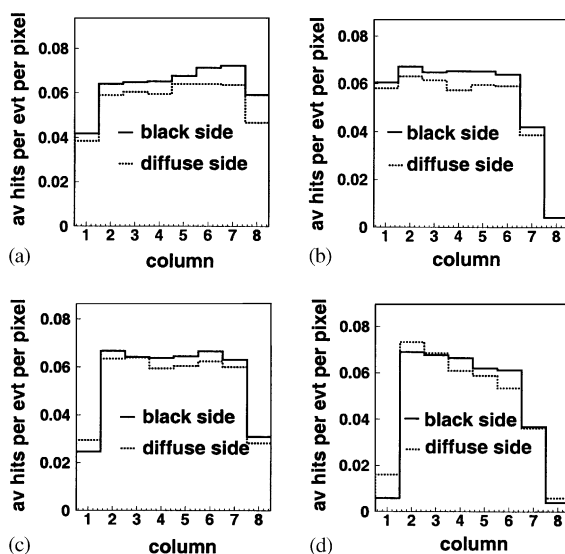 av hits per evt per pixel
0.08
0.06
0.04
0.02
0
black side
diffuse side
1 2 3 4 5 6 7 8
column
(a)
av hits per evt per pixel
0.08
0.06
0.04
0.02
0
black side
diffuse side
1 2 3 4 5 6 7 8
column
(b)
av hits per evt per pixel
0.08
0.06
0.04
0.02
0
black side
diffuse side
1 2 3 4 5 6 7 8
column
(c)
av hits per evt per pixel
0.08
0.06
0.04
0.02
0
black side
diffuse side
1 2 3 4 5 6 7 8
column
(d)